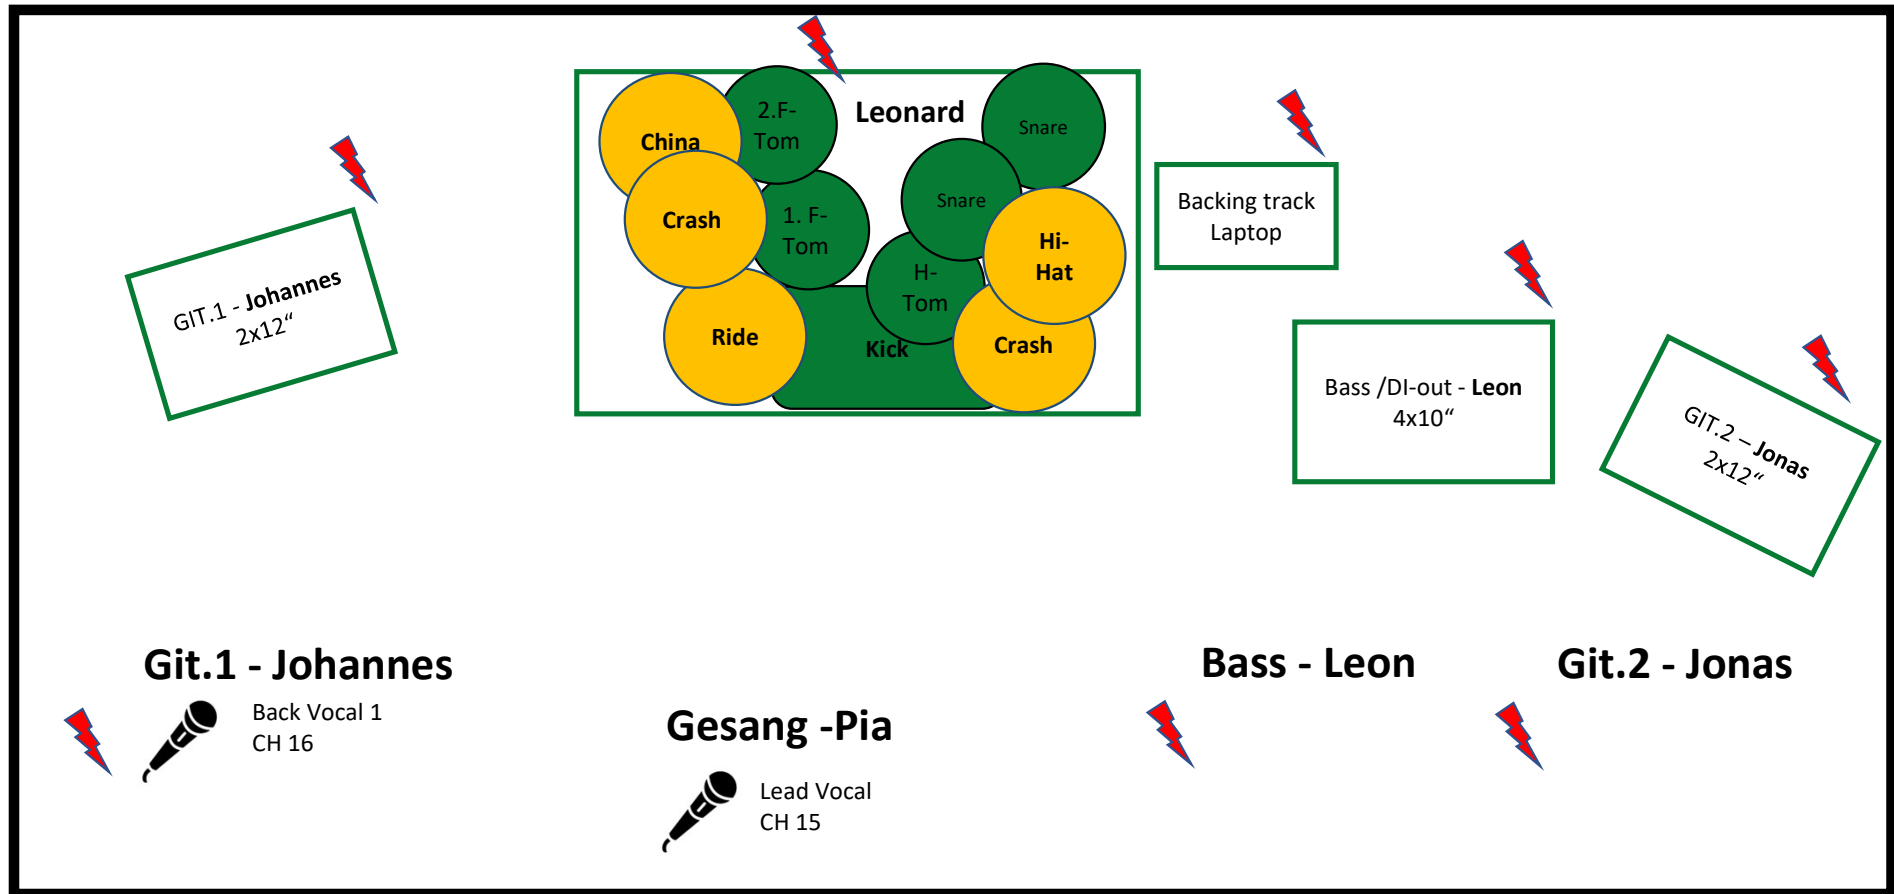 2.F-
Tom
Leonard
Snare
China
Snare
Crash
1. F-
Tom
Hi-
Hat
H-
Tom
Ride
Kick
Crash
Backing track
Laptop
GIT.1 - Johannes
2x12“
Bass /DI-out - Leon
4x10“
GIT.2 – Jonas
2x12“
Git.1 - Johannes
Back Vocal 1
CH 16
Gesang -Pia
Lead Vocal
CH 15
Bass - Leon
Git.2 - Jonas